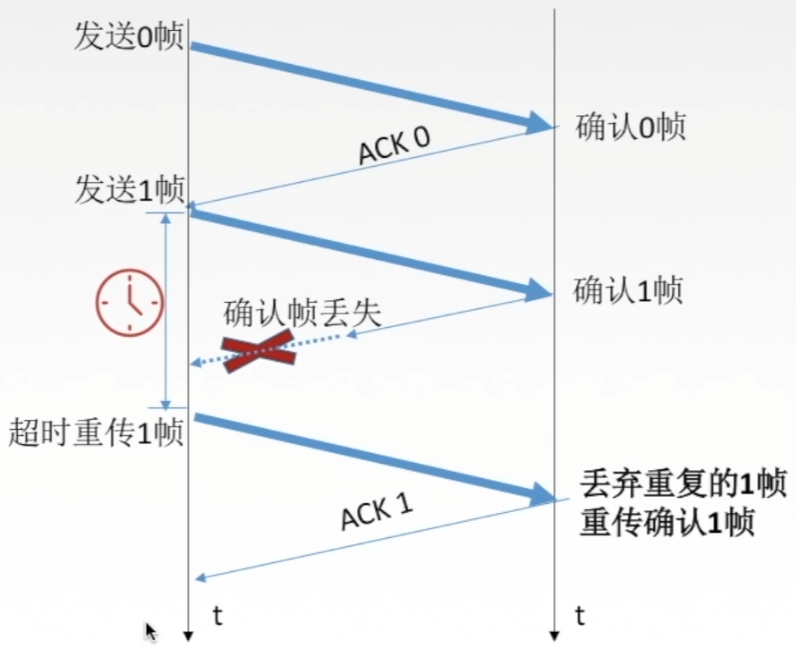 发送0帧
确认0帧
ACK 0
发送1帧
确认1帧
确认帧丢失
超时重传1帧
丢弃重复的1帧
重传确认1帧
ACK 1
t
t